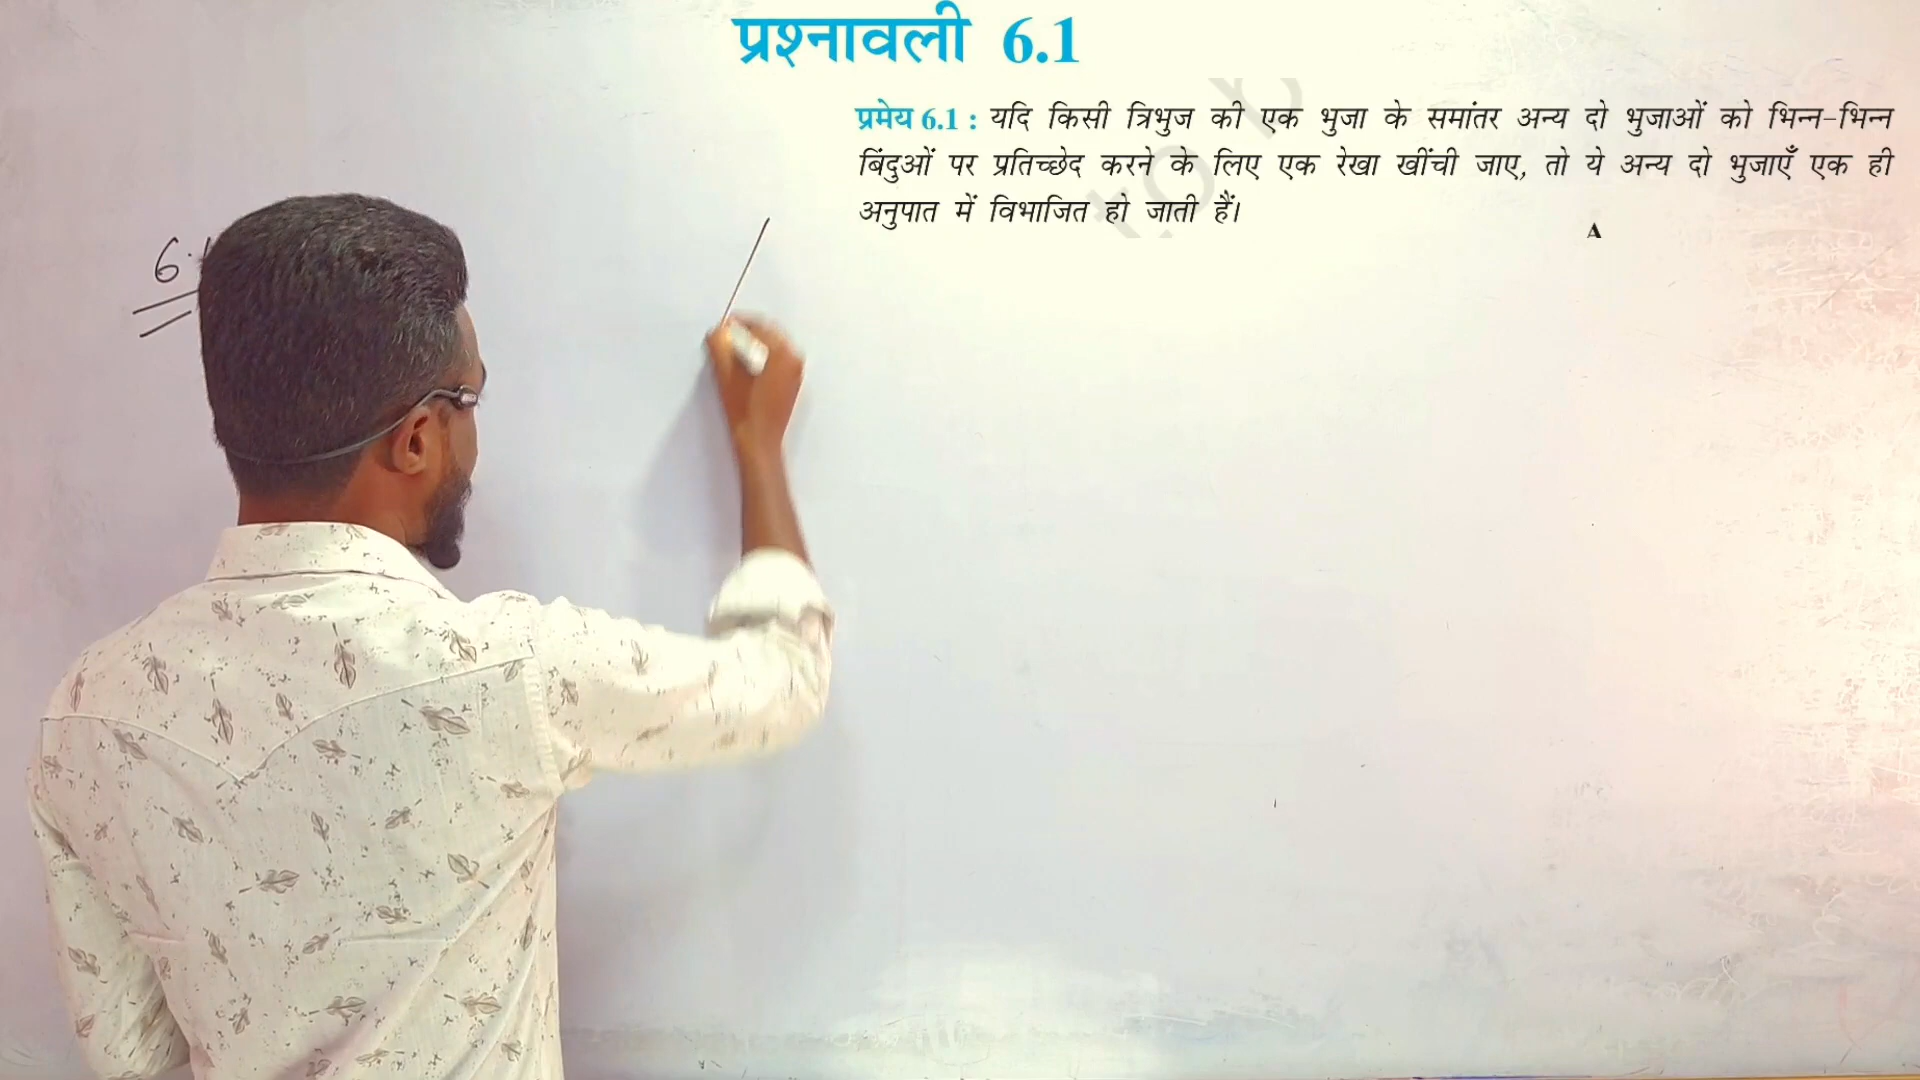 प्रश्नावली 6.1
प्रमेय 6.1 : यदि किसी त्रिभुज की एक भुजा के समांतर अन्य दो भुजाओं को भिन्न-भिन्न
बिंदुओं पर प्रतिच्छेद करने के लिए एक रेखा खींची जाए, तो ये अन्य दो भुजाएँ एक ही
अनुपात में विभाजित हो जाती हैं।
A
6.